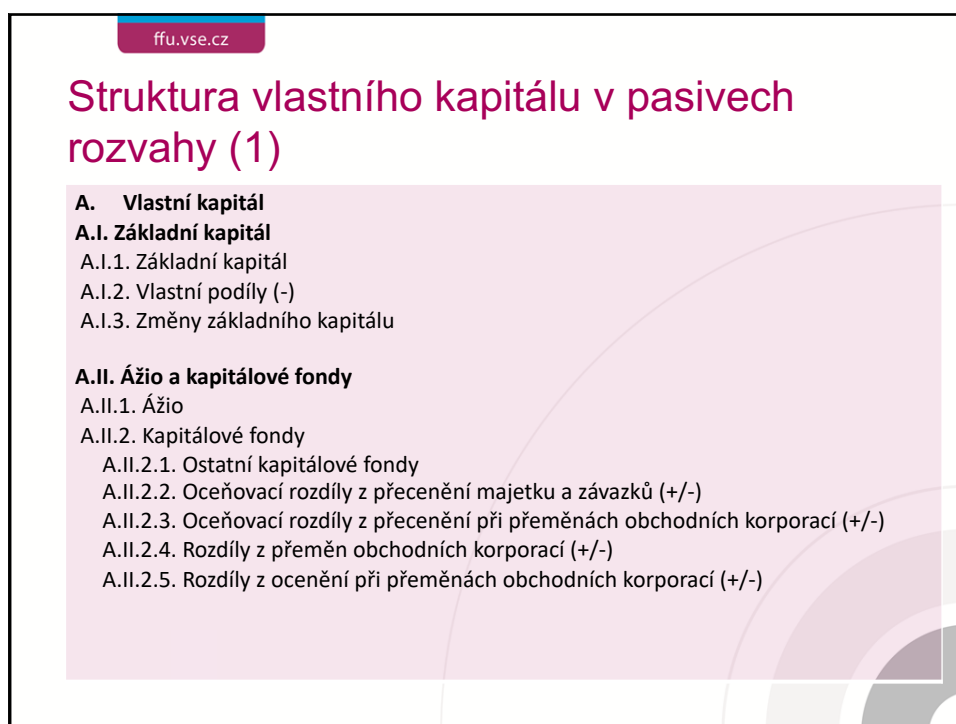 ffu.vse.cz
Struktura vlastního kapitálu v pasivech
rozvahy (1)
A. Vlastní kapitál
A.I. Základní kapitál
A.I.1. Základní kapitál
A.I.2. Vlastní podíly (-)
A.I.3. Změny základního kapitálu
A.II. Ážio a kapitálové fondy
A.II.1. Ážio
A.II.2. Kapitálové fondy
A.II.2.1. Ostatní kapitálové fondy
A.II.2.2. Oceňovací rozdíly z přecenění majetku a závazků (+/-)
A.II.2.3. Oceňovací rozdíly z přecenění při přeměnách obchodních korporací (+/-)
A.II.2.4. Rozdíly z přeměn obchodních korporací (+/-)
A.II.2.5. Rozdíly z ocenění při přeměnách obchodních korporací (+/-)